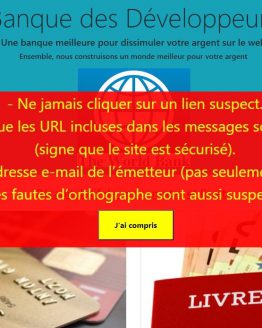 Banque des Développeur
Une banque meilleure pour dissimuler votre argent sur le web
Ensemble, nous construisons un monde meilleur pour votre argent
- Ne jamais cliquer sur un lien suspect.
ue les URL incluses dans les messages so
(signe que le site est sécurisé).
The World Bank
dresse e-mail de l'émetteur (pas seuleme
es fautes d'orthographe sont aussi suspe
J'ai compris
LIVRE